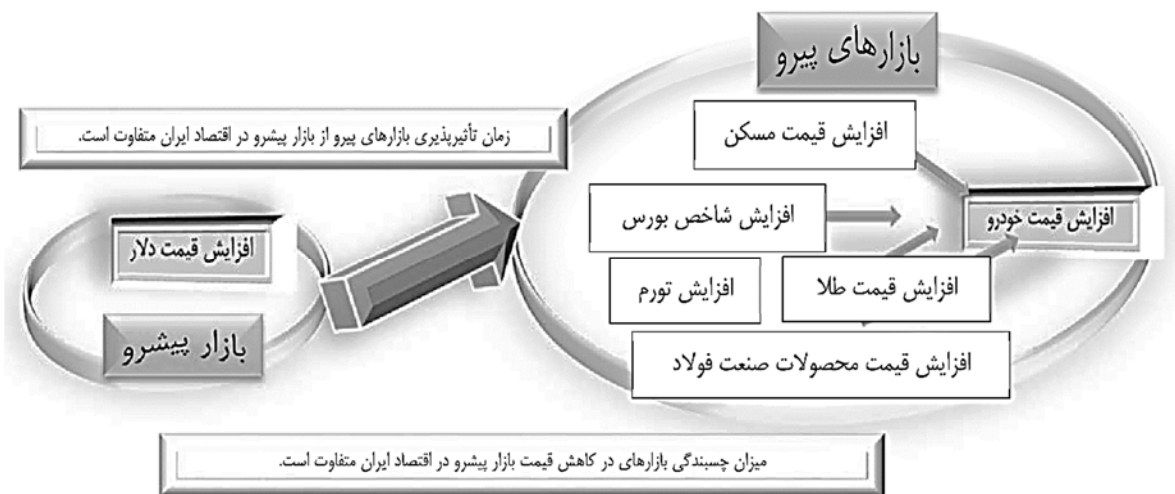 بازارهای پیرو
افزایش قیمت مسکن
زمان تأثیرپذیری بازارهای پیرو از بازار پیشرو در اقتصاد ایران متفاوت است.
افزایش شاخص بورس
افزایش قیمت خودرو
افزایش قیمت دلار
افزایش قیمت طلا
افزایش تورم
بازار پیشرو
افزایش قیمت محصولات صنعت فولاد
میزان چسبندگی بازارهای در کاهش قیمت بازار پیشرو در اقتصاد ایران متفاوت است.